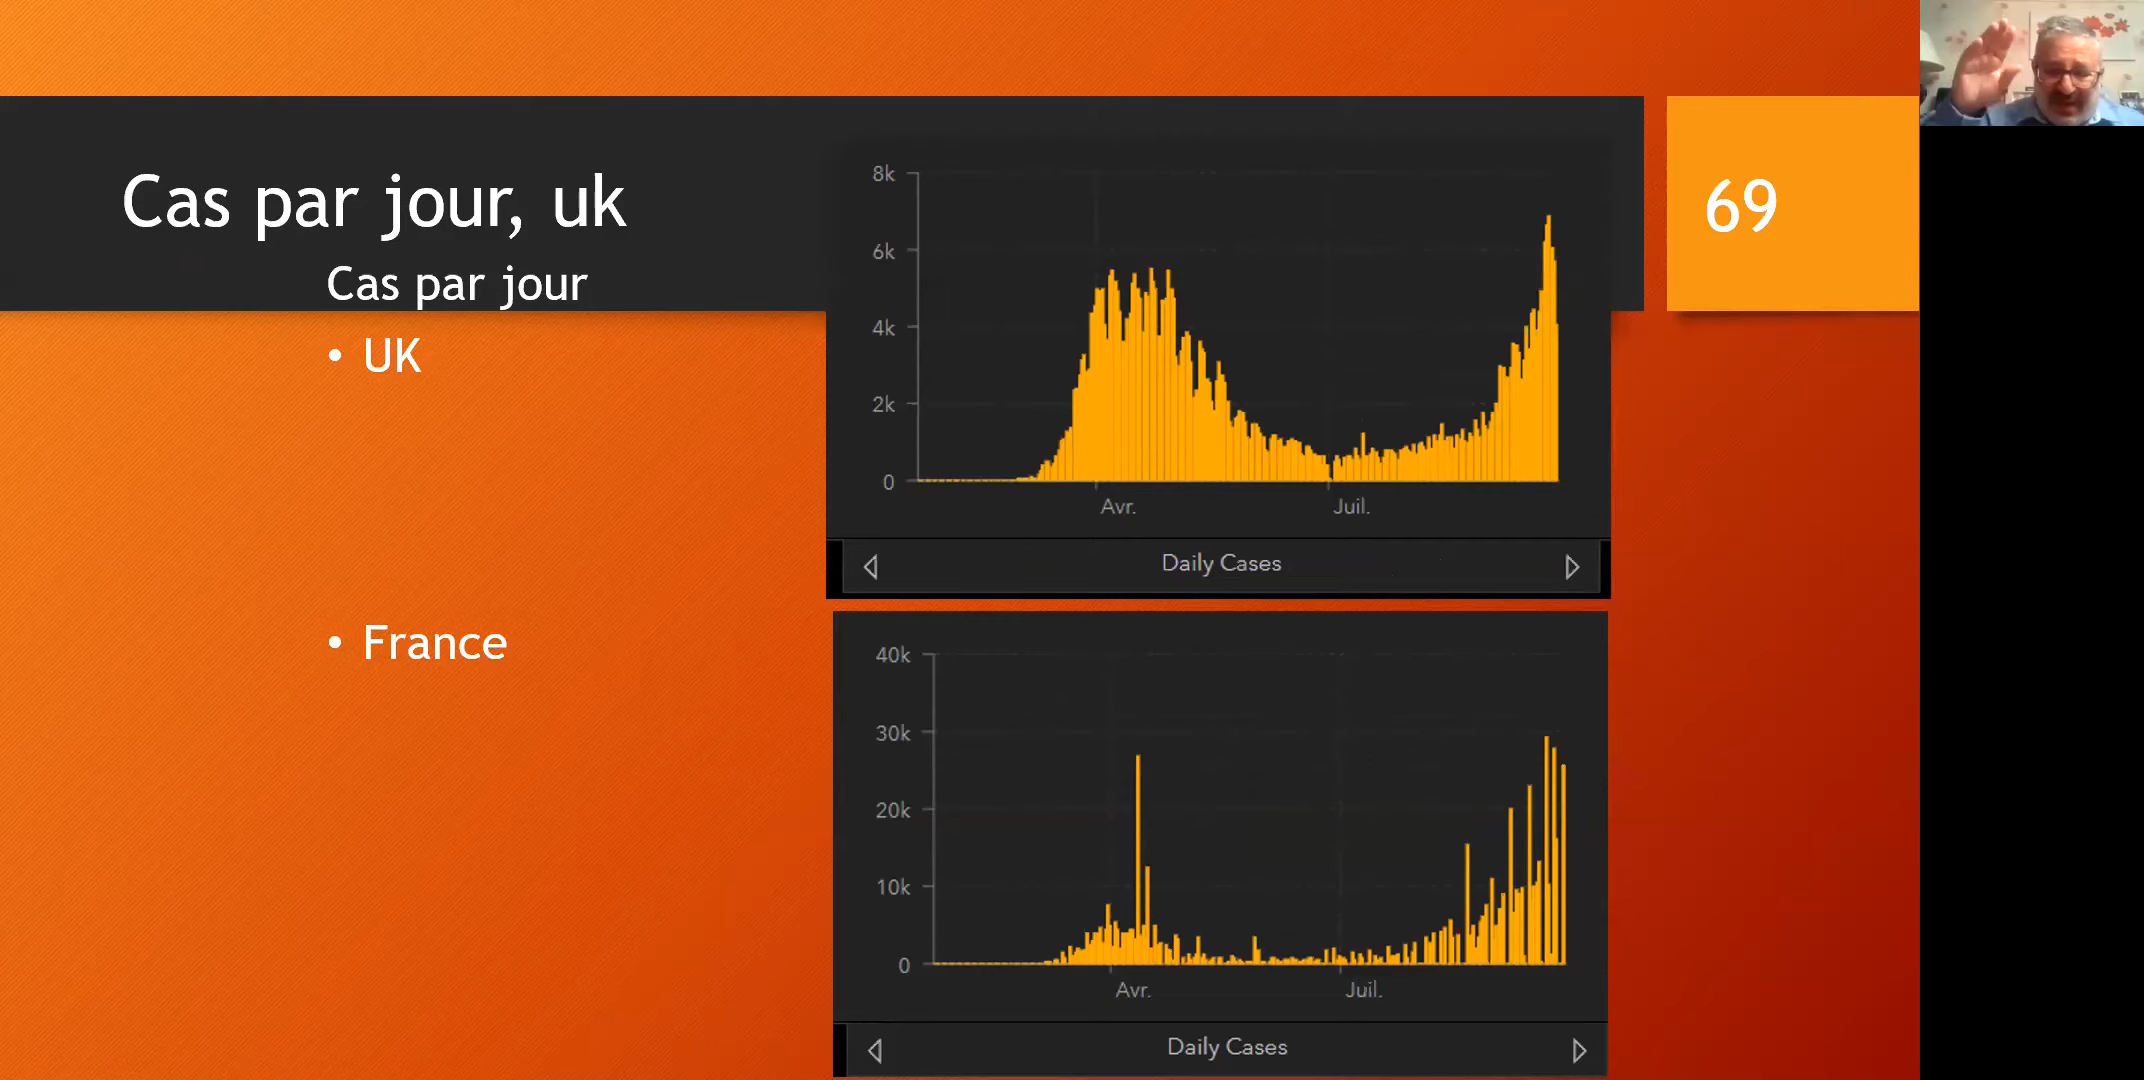 Cas par jour, uk
69
Cas par jour
• UK
8k
6k
4k
2k
0
Avr.
Juil.
Daily Cases
• France
40k
30k
20k
10k
0
Avr.
Juil.
Daily Cases